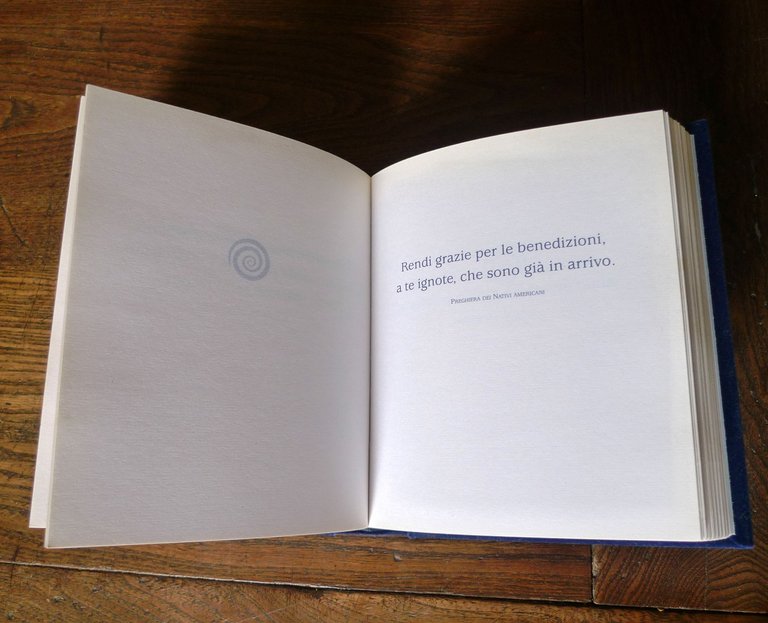 Rendi grazie per le benedizioni,
a te ignote, che sono già in arrivo.
Preghiera dei Nativi americani